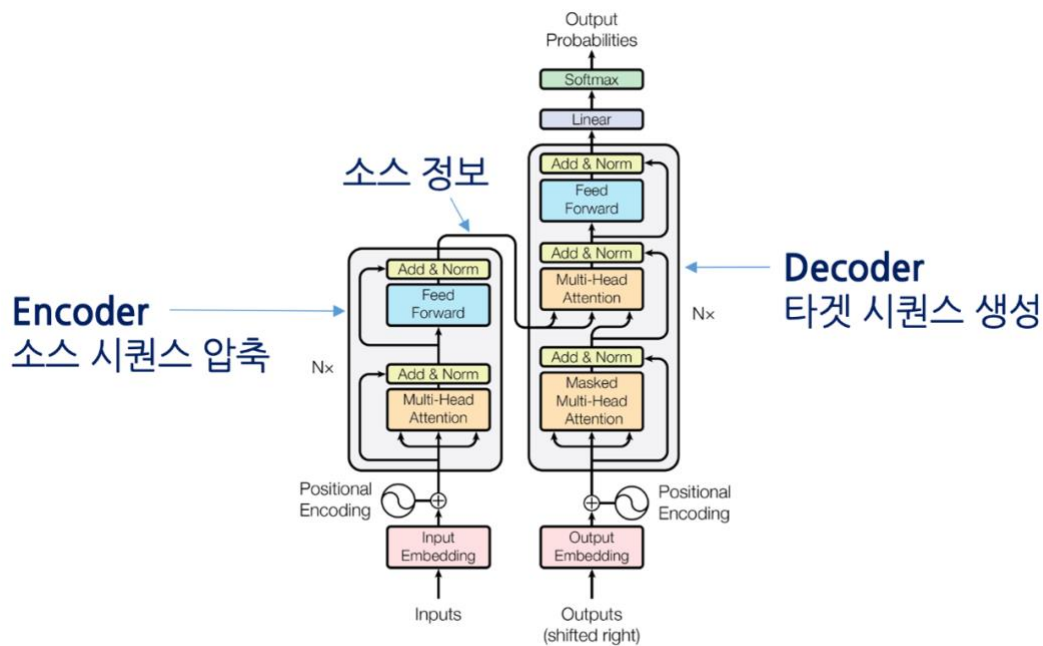 Output
Probabilities
Softmax
Linear
Add & Norm
Feed
Forward
Add & Norm
Multi-Head
Attention
Add & Norm
Masked
Multi-Head
Attention
Nx
Positional
Encoding
Output
Embedding
Outputs
(shifted right)
Decoder
타겟 시퀀스 생성
소스 정보
Encoder
소스 시퀀스 압축
Nx
Add & Norm
Feed
Forward
Add & Norm
Multi-Head
Attention
Positional
Encoding
Input
Embedding
Inputs